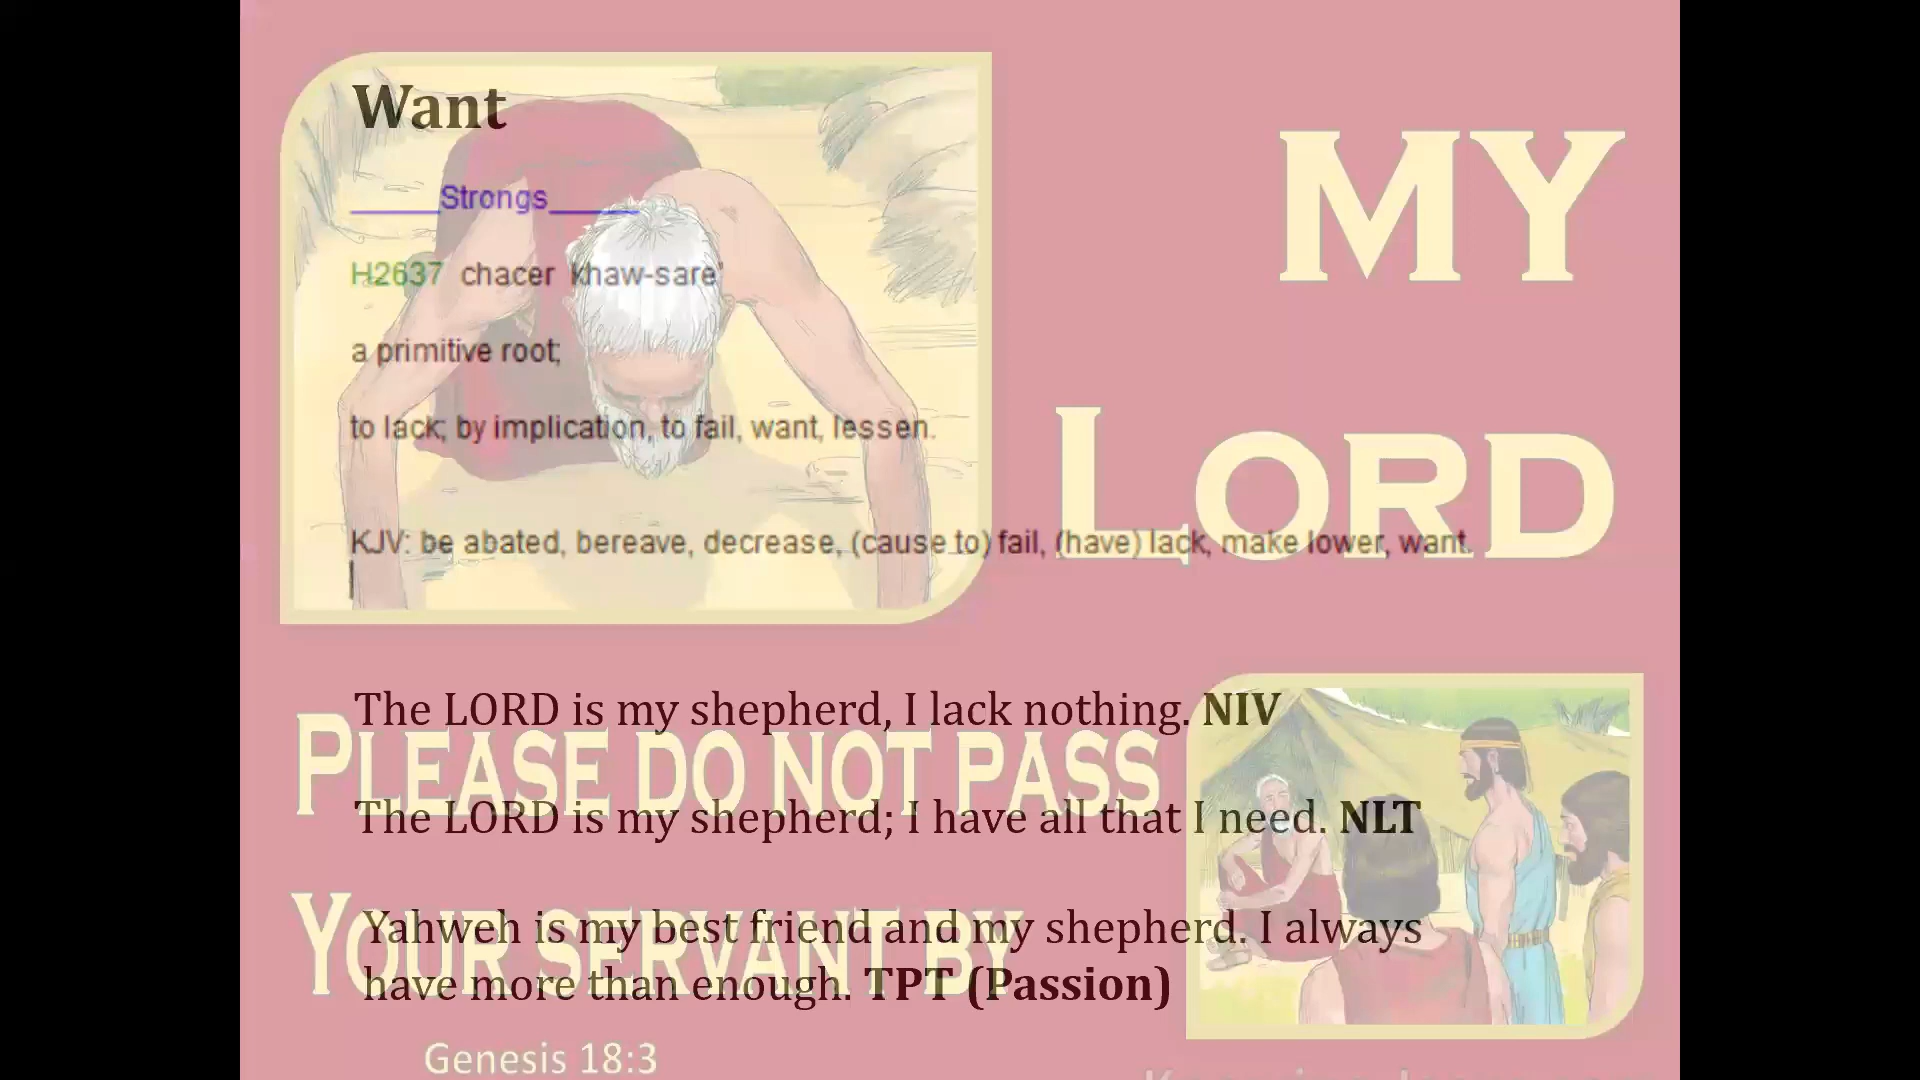 Want
_____Strongs_____
H2637 chacer khaw-sare'
a primitive root;
to lack; by implication, to fail, want, lessen.
KJV: be abated, bereave, decrease, (cause to) fail, (have) lack, make lower, want.
The LORD is my shepherd, I lack nothing. NIV
The LORD is my shepherd; I have all that I need. NLT
Yahweh is my best friend and my shepherd. I always
have more than enough. TPT (Passion)
MY
LORD
PLEASE DO NOT PASS
YOUR SERVANT BY
Genesis 18:3